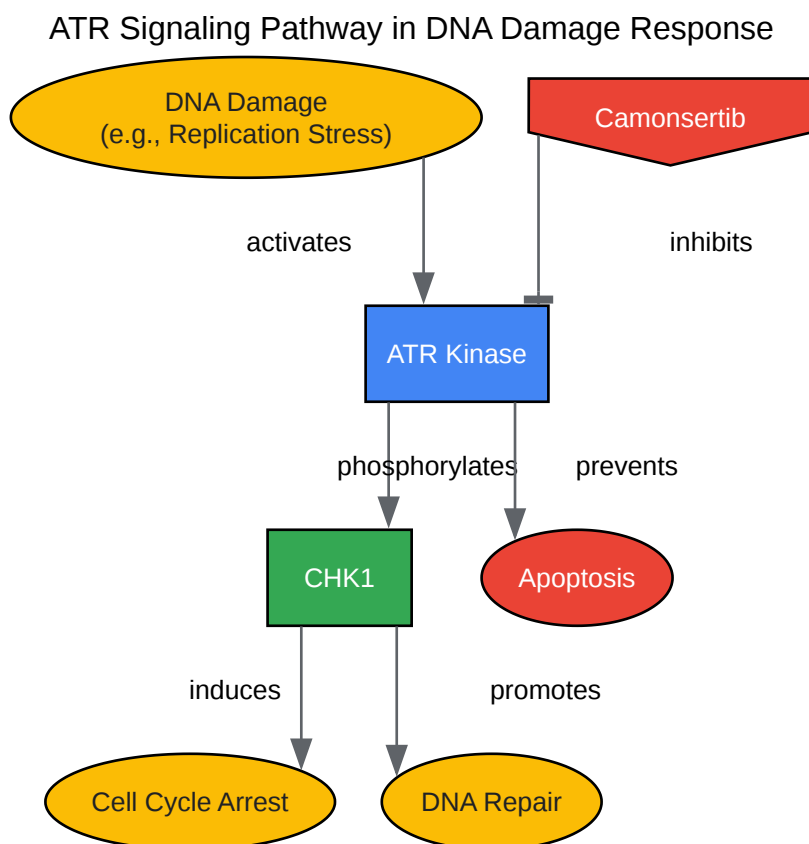 ATR Signaling Pathway in DNA Damage Response
DNA Damage
(e.g., Replication Stress)
Camonsertib
activates
inhibits
ATR Kinase
phosphorylates
prevents
CHK1
Apoptosis
induces
promotes
Cell Cycle Arrest
DNA Repair